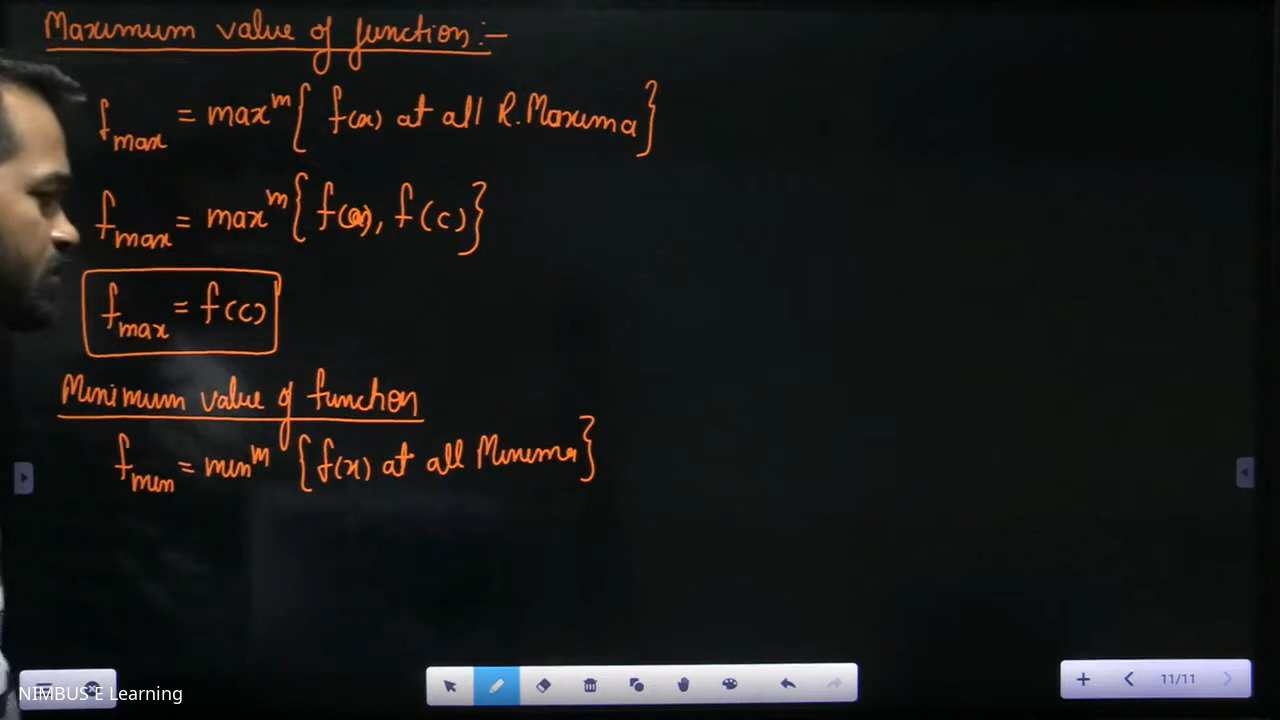 Maximum value of function:-
fmax = maxᵐ{ f(x) at all R.Maxima}
fmax = maxᵐ{ f(a), f(c)}
fmax = f(c)
Minimum value of function
fmin = minᵐ {f(x) at all Minima}
11/11
NIMBUS E Learning